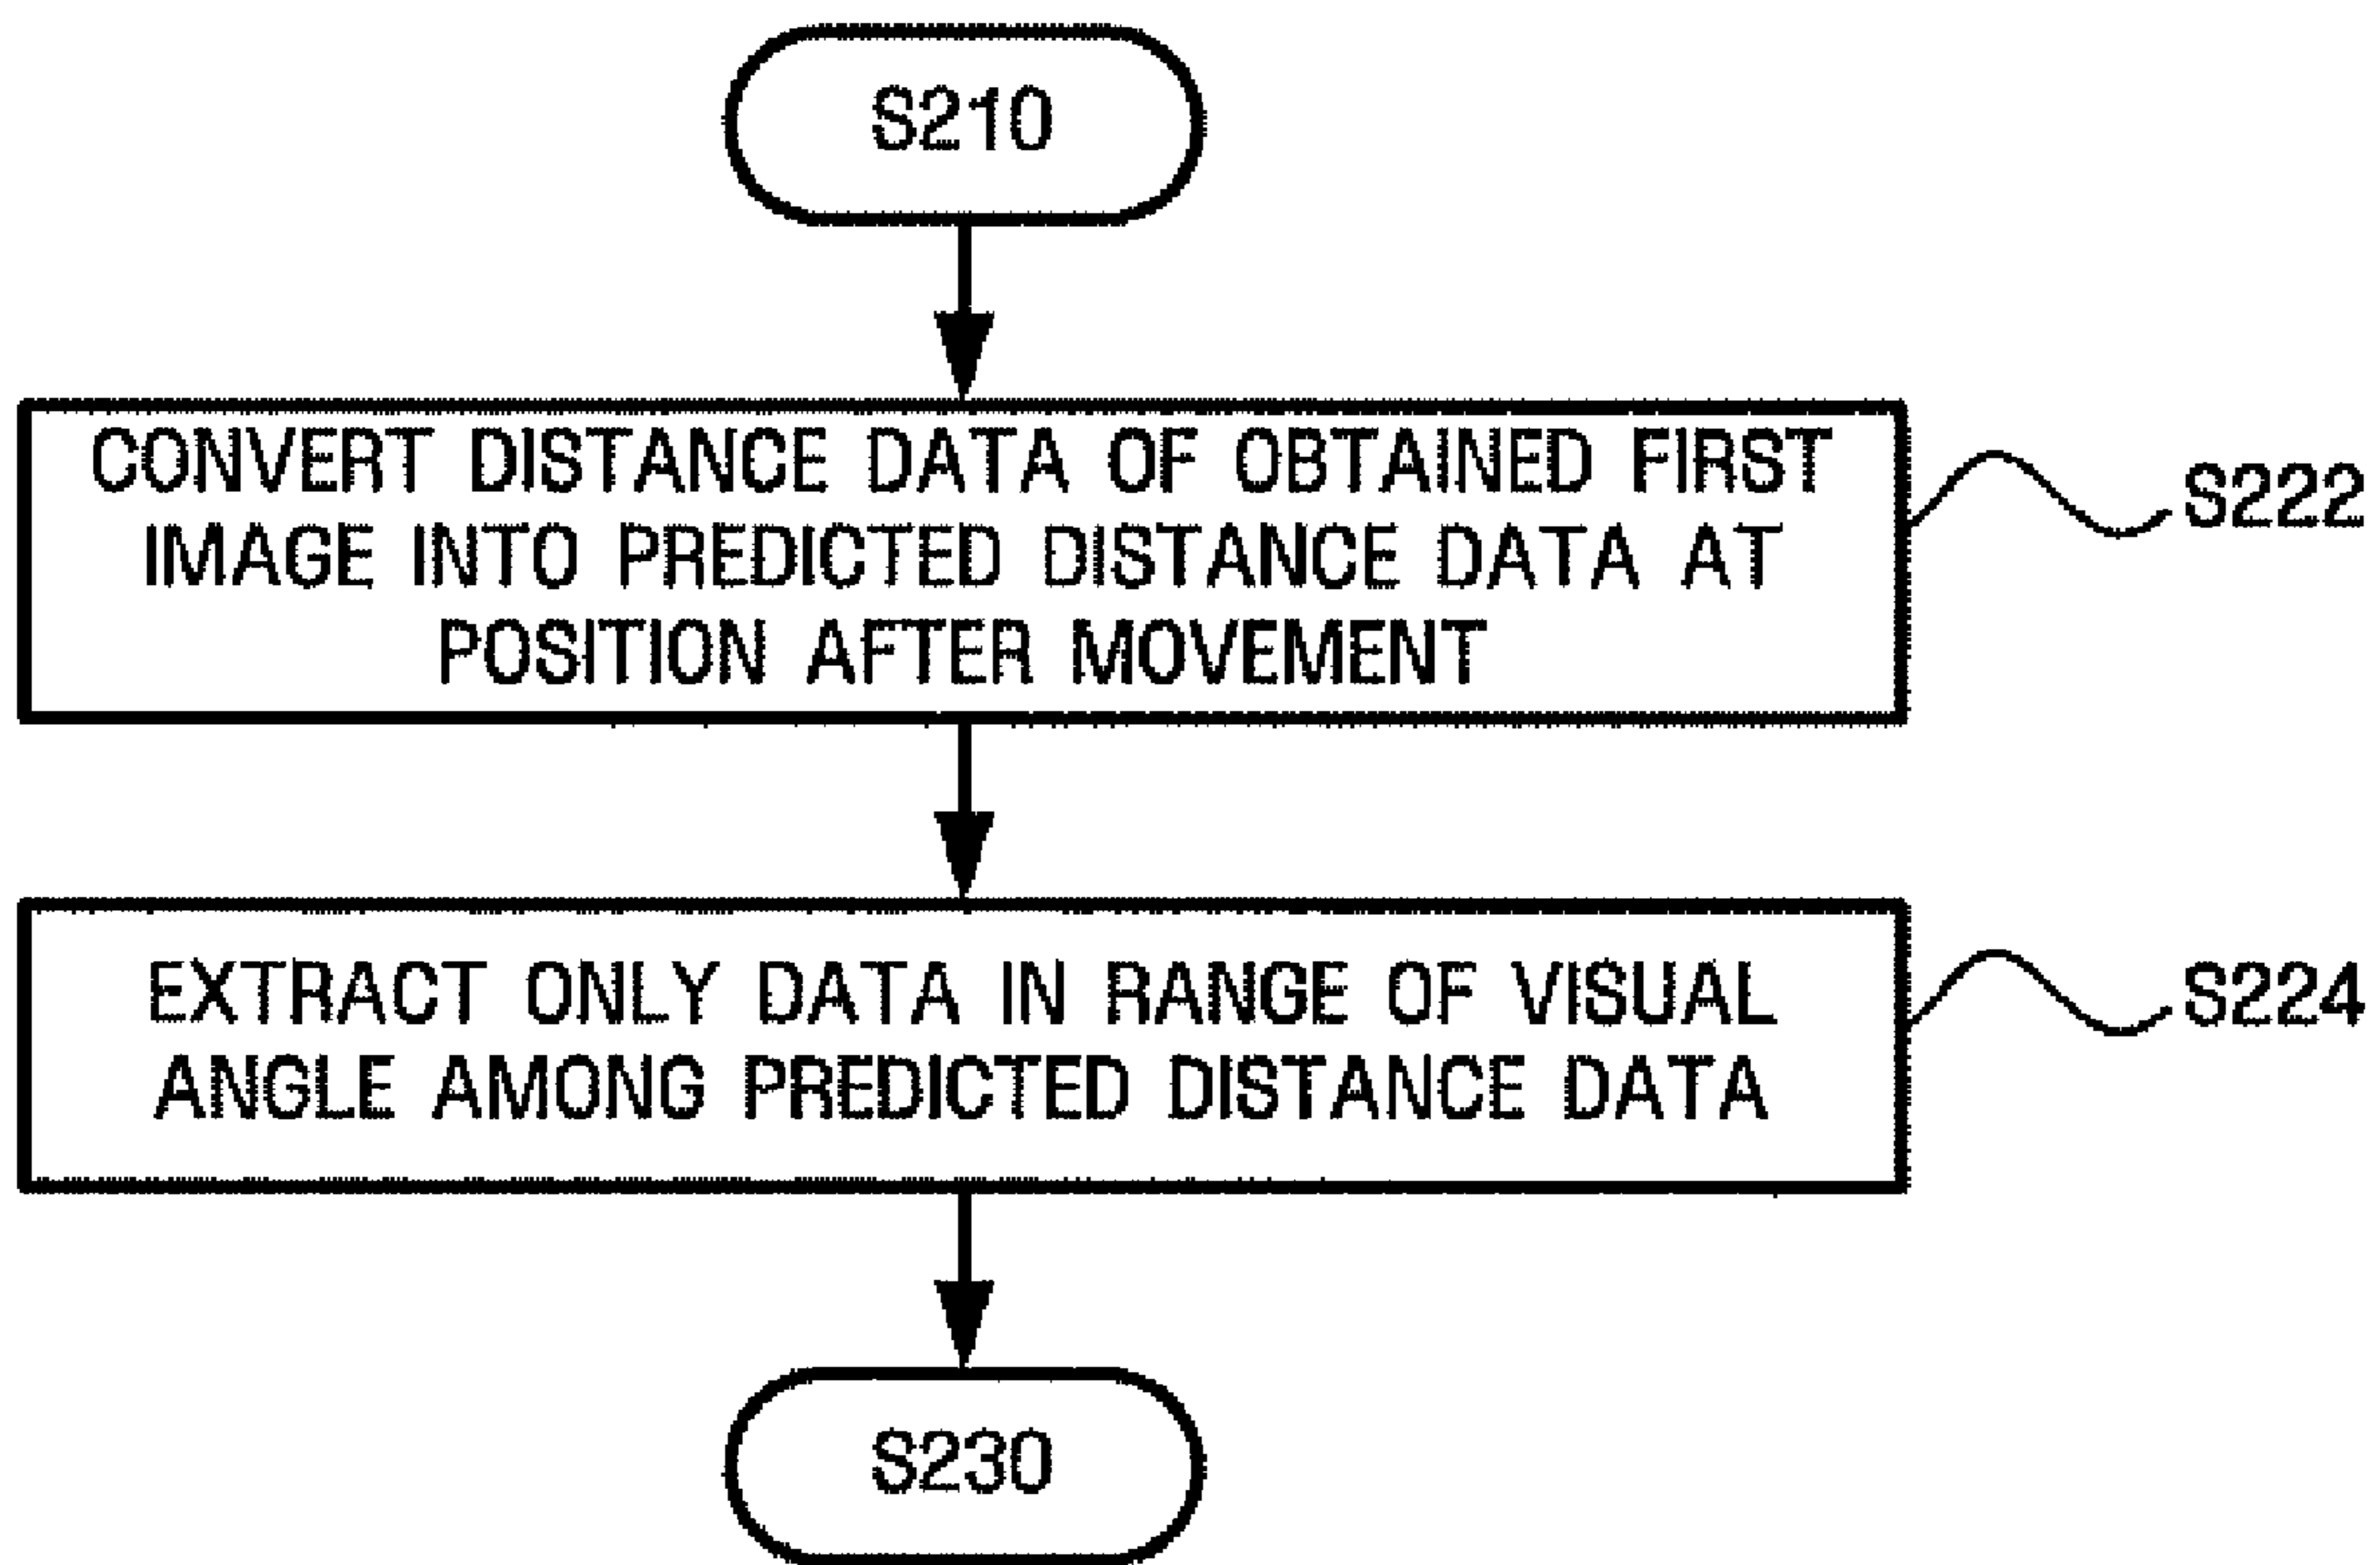 S210
CONVERT DISTANCE DATA OF OBTAINED FIRST
IMAGE INTO PREDICTED DISTANCE DATA AT
POSITION AFTER MOVEMENT
S222
EXTRACT ONLY DATA IN RANGE OF VISUAL
ANGLE AMONG PREDICTED DISTANCE DATA
S224
S230